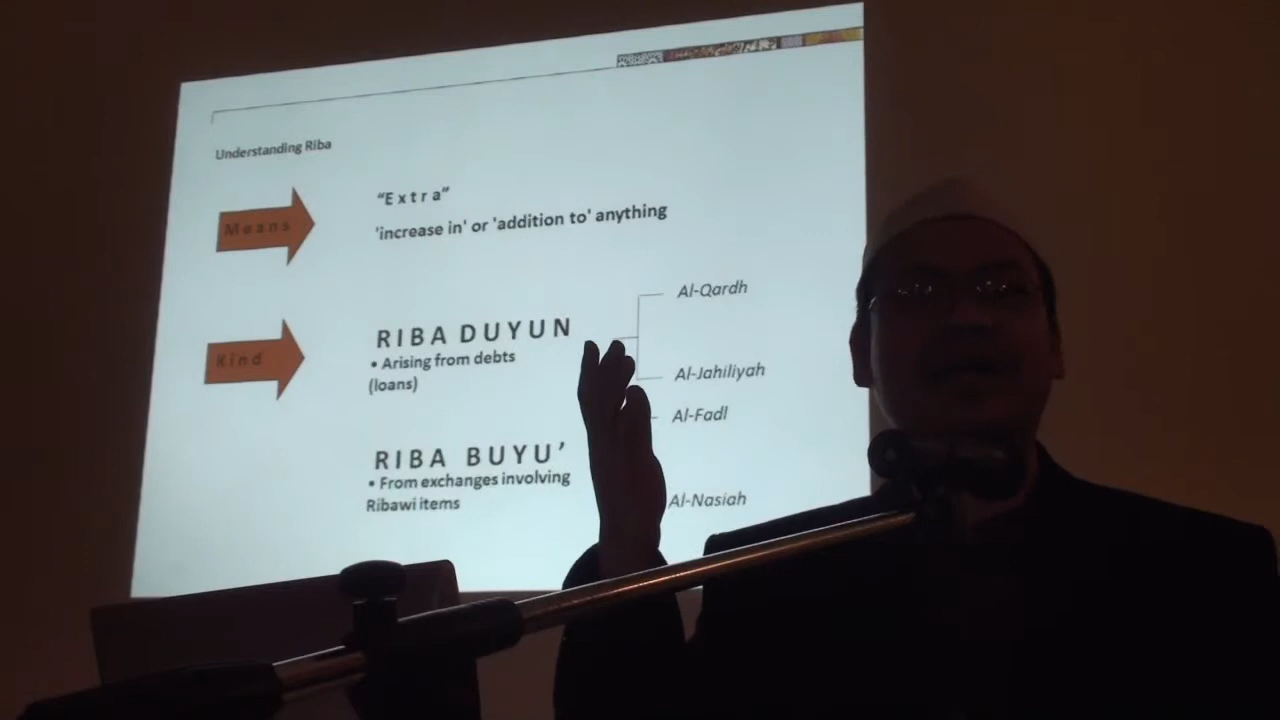 Understanding Riba
Means
"Extra"
'increase in' or 'addition to' anything
Kind
RIBA DUYUN
• Arising from debts
(loans)
Al-Qardh
Al-Jahiliyah
RIBA BUYU’
• From exchanges involving
Ribawi items
Al-Fadl
Al-Nasiah